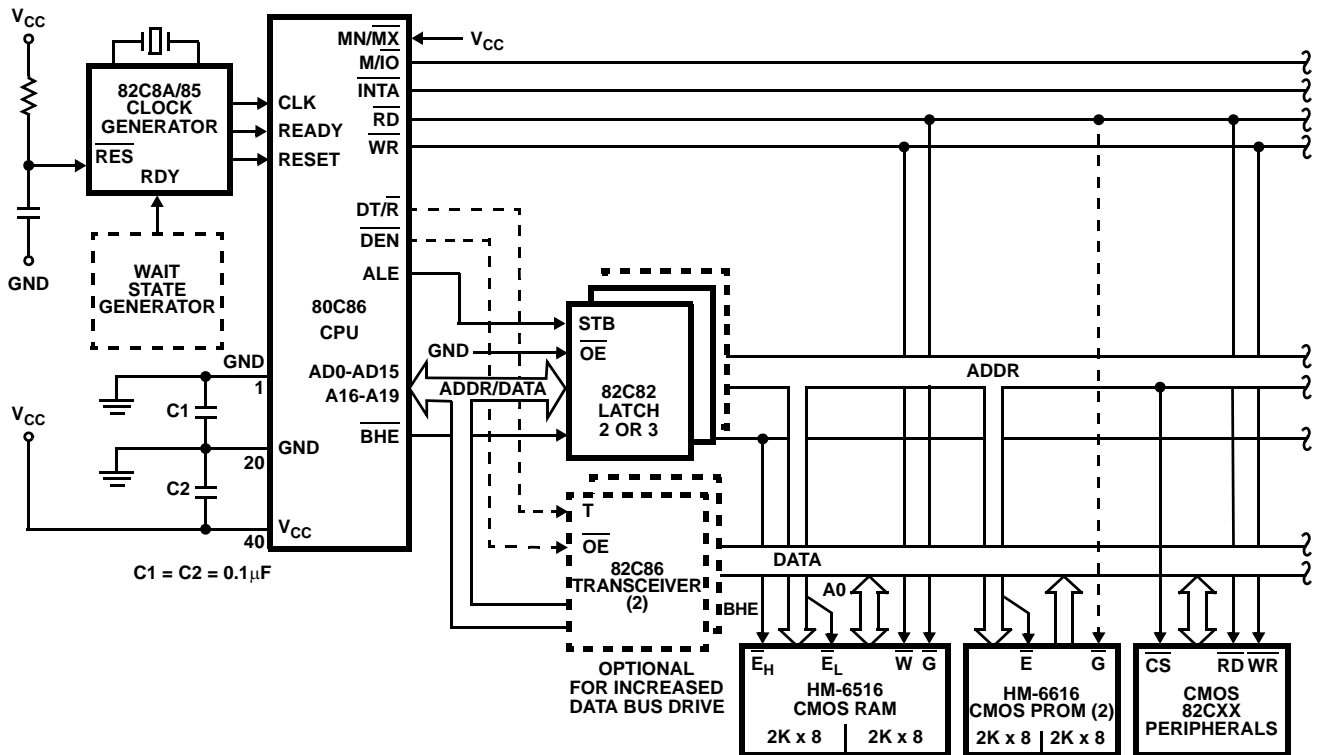 VCC
82C8A/85
CLOCK
GENERATOR
RES
RDY
WAIT
STATE
GENERATOR
GND
MN/MX
VCC
M/IO
INTA
RD
WR
CLK
READY
RESET
DT/R
DEN
ALE
80C86
CPU
GND
1
AD0-AD15
A16-A19
ADDR/DATA
BHE
C1
VCC
GND
20
C2
VCC
40
C1 = C2 = 0.1μF
STB
GND
OE
82C82
LATCH
2 OR 3
ADDR
T
OE
82C86
TRANSCEIVER
(2)
OPTIONAL
FOR INCREASED
DATA BUS DRIVE
DATA
A0
BHE
EH
EL
W
G
HM-6516
CMOS RAM
2K x 8
2K x 8
E
G
HM-6616
CMOS PROM (2)
2K x 8
2K x 8
CS
RD
WR
CMOS
82CXX
PERIPHERALS